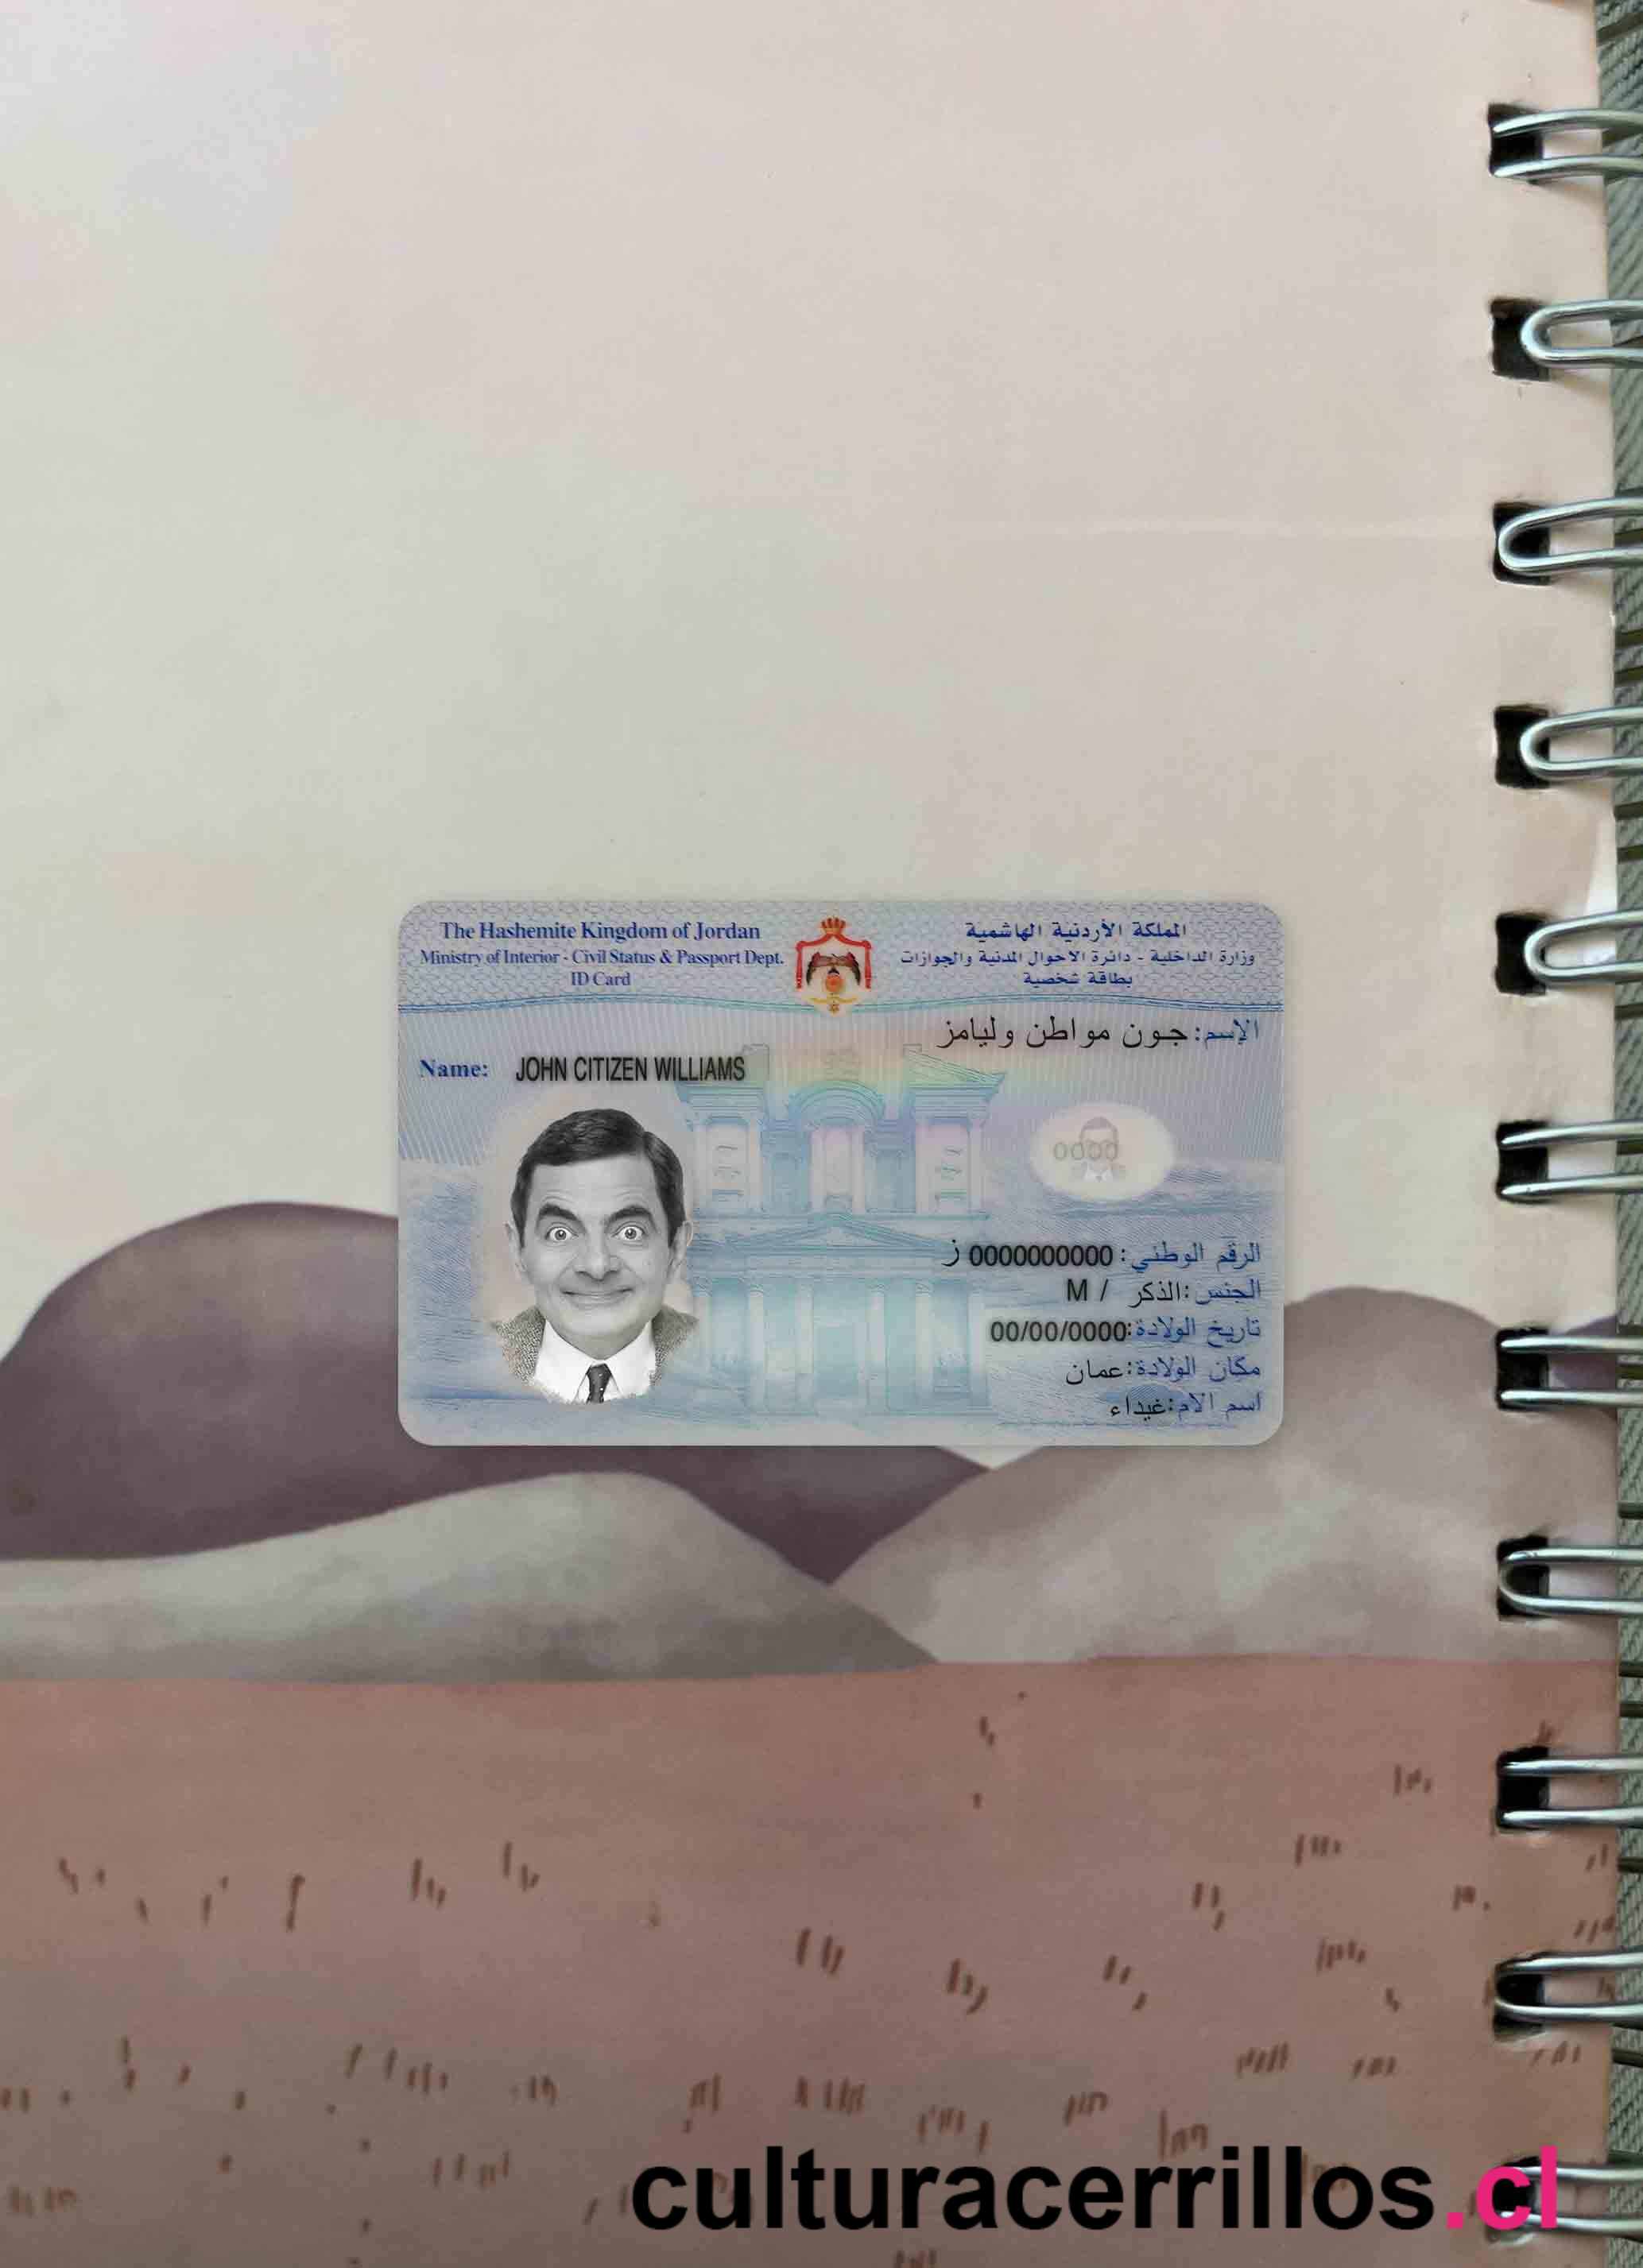 The Hashemite Kingdom of Jordan
Ministry of Interior - Civil Status & Passport Dept.
ID Card
المملكة الأردنية الهاشمية
وزارة الداخلية - دائرة الاحوال المدنية والجوازات
بطاقة شخصية
الإسم: جون مواطن وليامز
Name: JOHN CITIZEN WILLIAMS
0000
الرقم الوطني: 0000000000 ز
الجنس: الذكر / M
تاريخ الولادة: 00/00/0000
مكان الولادة: عمان
اسم الام: غيداء
culturacerrillos.cl